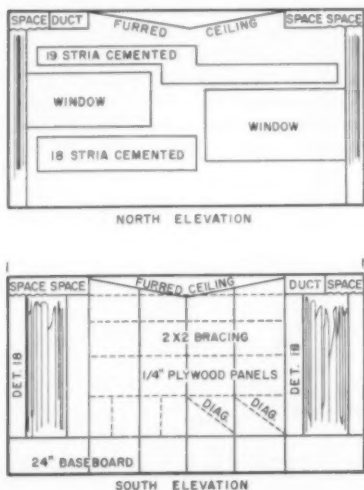 SPACE DUCT FURRED CEILING SPACE SPACE
19 STRIA CEMENTED
WINDOW
WINDOW
18 STRIA CEMENTED
NORTH ELEVATION
SPACE SPACE FURRED CEILING DUCT SPACE
2 X 2 BRACING
1/4" PLYWOOD PANELS
DET. 18
DET. 18
DIAG. DIAG.
24" BASEBOARD
SOUTH ELEVATION